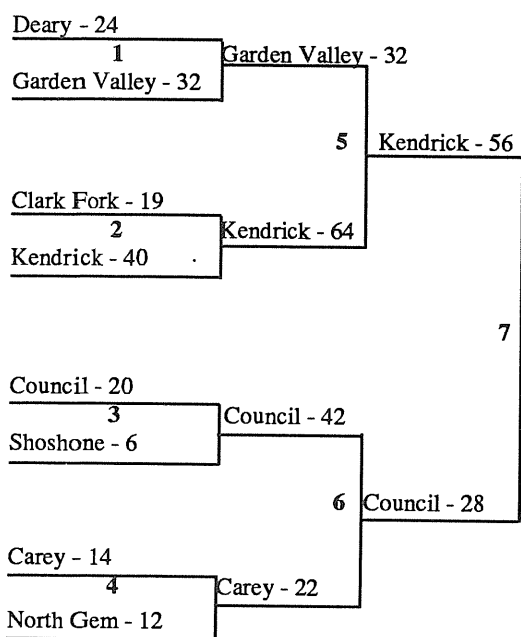 Deary - 24
1
Garden Valley - 32
Garden Valley - 32
5
Kendrick - 56
Clark Fork - 19
2
Kendrick - 64
Kendrick - 40
7
Council - 20
3
Council - 42
Shoshone - 6
6
Council - 28
Carey - 14
4
Carey - 22
North Gem - 12